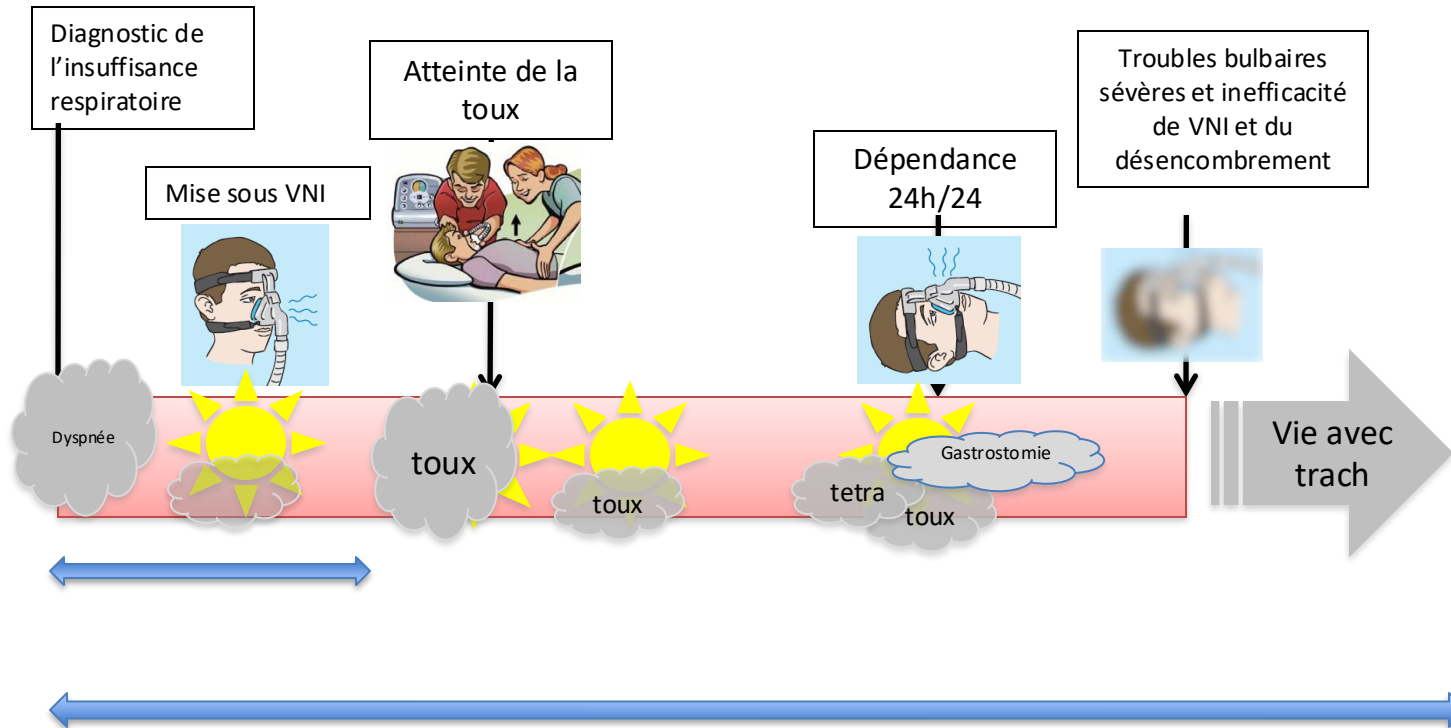 Diagnostic de
l’insuffisance
respiratoire
Atteinte de la
toux
Troubles bulbaires
sévères et inefficacité
de VNI et du
désencombrement
Mise sous VNI
Dépendance
24h/24
Dyspnée
toux
toux
tetra
toux
Gastrostomie
Vie avec
trach